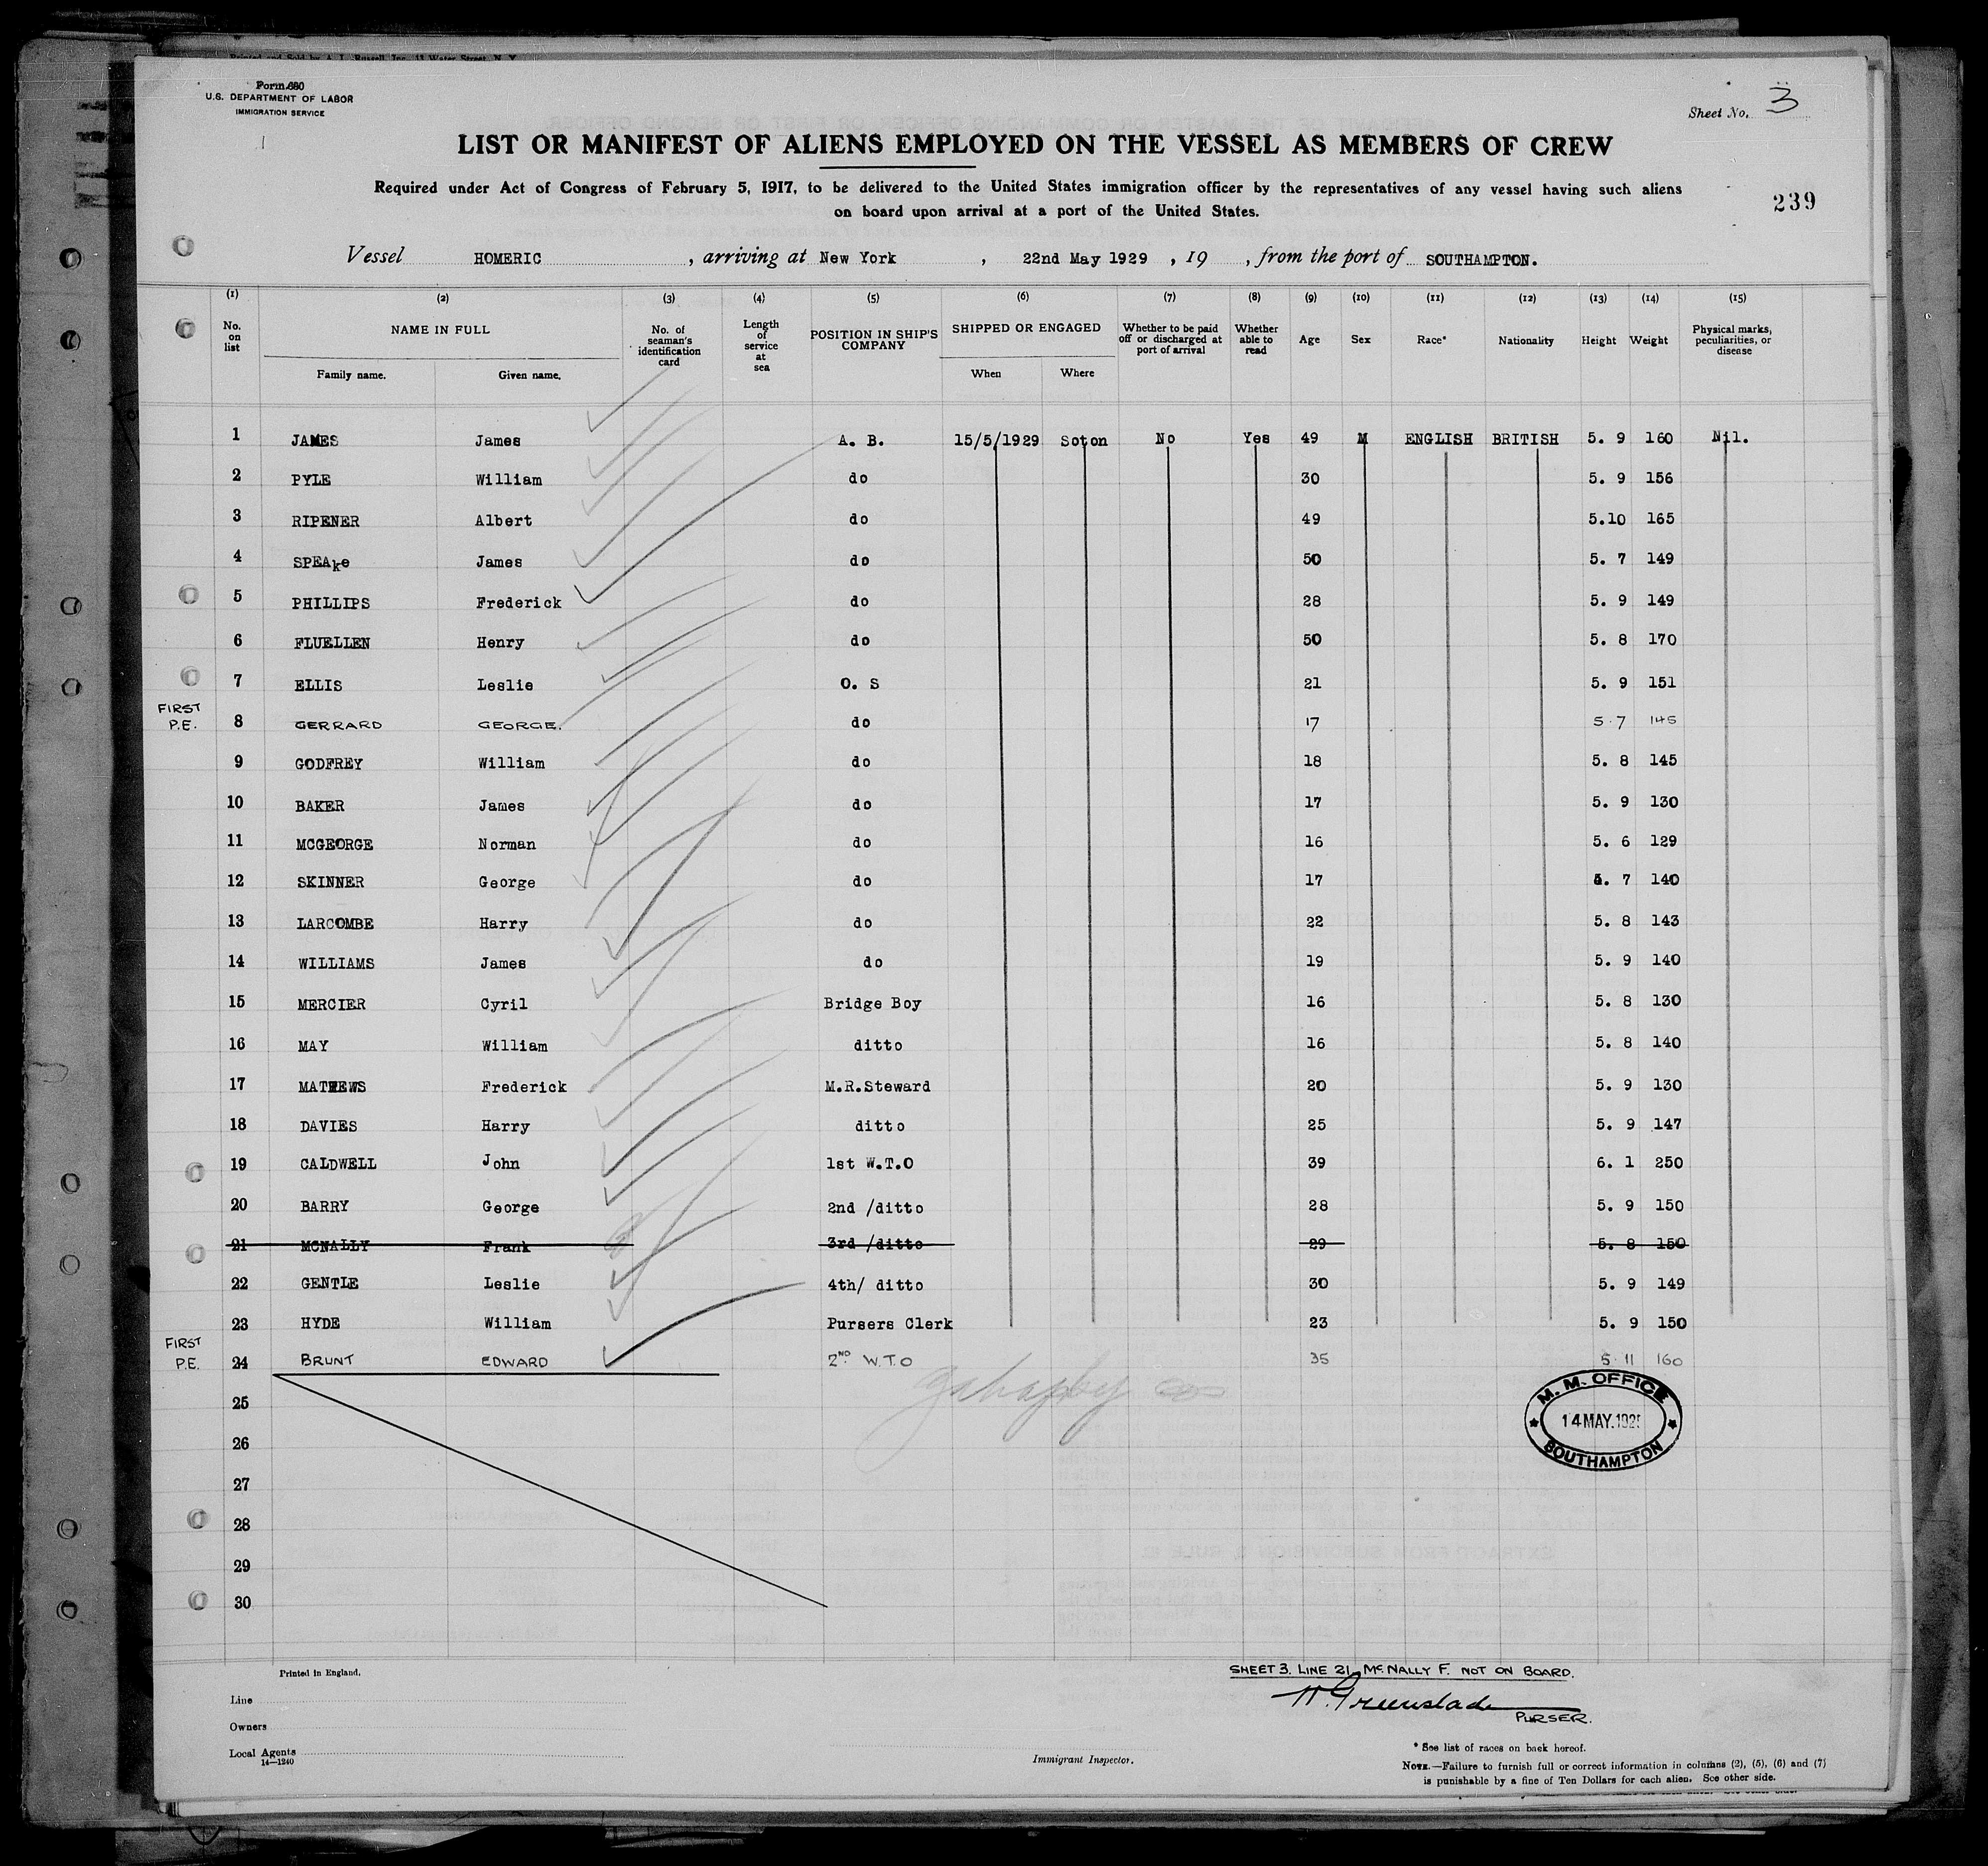 Printed and Sold by A. L. Russell, Inc., 13 Water Street, N. Y.
Form 680
U.S. DEPARTMENT OF LABOR
IMMIGRATION SERVICE
Sheet No. 3
LIST OR MANIFEST OF ALIENS EMPLOYED ON THE VESSEL AS MEMBERS OF CREW
Required under Act of Congress of February 5, 1917, to be delivered to the United States immigration officer by the representatives of any vessel having such aliens
on board upon arrival at a port of the United States.
239
Vessel HOMERIC , arriving at New York , 22nd May 1929 , 19 , from the port of SOUTHAMPTON.
(1) (2) (3) (4) (5) (6) (7) (8) (9) (10) (11) (12) (13) (14) (15)
No. on list NAME IN FULL No. of seaman's identification card Length of service at sea POSITION IN SHIP'S COMPANY SHIPPED OR ENGAGED Whether to be paid off or discharged at port of arrival Whether able to read Age Sex Race* Nationality Height Weight Physical marks, peculiarities, or disease
Family name. Given name. When Where
1 JAMES James A. B. 15/5/1929 Soton No Yes 49 M ENGLISH BRITISH 5. 9 160 Nil.
2 PYLE William do 30 5. 9 156
3 RIPENER Albert do 49 5.10 165
4 SPEAke James do 50 5. 7 149
5 PHILLIPS Frederick do 28 5. 9 149
6 FLUELLEN Henry do 50 5. 8 170
7 ELLIS Leslie O. S 21 5. 9 151
FIRST P.E. 8 GERRARD GEORGE. do 17 5 7 145
9 GODFREY William do 18 5. 8 145
10 BAKER James do 17 5. 9 130
11 MCGEORGE Norman do 16 5. 6 129
12 SKINNER George do 17 5. 7 140
13 LARCOMBE Harry do 22 5. 8 143
14 WILLIAMS James do 19 5. 9 140
15 MERCIER Cyril Bridge Boy 16 5. 8 130
16 MAY William ditto 16 5. 8 140
17 MATHEWS Frederick M.R.Steward 20 5. 9 130
18 DAVIES Harry ditto 25 5. 9 147
19 CALDWELL John 1st W.T.O 39 6. 1 250
20 BARRY George 2nd /ditto 28 5. 9 150
21 MCNALLY Frank 3rd /ditto 29 5. 8 150
22 GENTLE Leslie 4th/ ditto 30 5. 9 149
23 HYDE William Pursers Clerk 23 5. 9 150
FIRST P.E. 24 BRUNT EDWARD 2ND W.T.O 35 5.11 160
25
26
27
28
29
30
M. M. OFFICE
14 MAY.192
SOUTHAMPTON
Printed in England.
SHEET 3. LINE 21. McNALLY F. NOT ON BOARD.
Line
W. Greenslade
PURSER.
Owners
Local Agents
14—1240
Immigrant Inspector.
* See list of races on back hereof.
NOTE.—Failure to furnish full or correct information in columns (2), (5), (6) and (7)
is punishable by a fine of Ten Dollars for each alien. See other side.